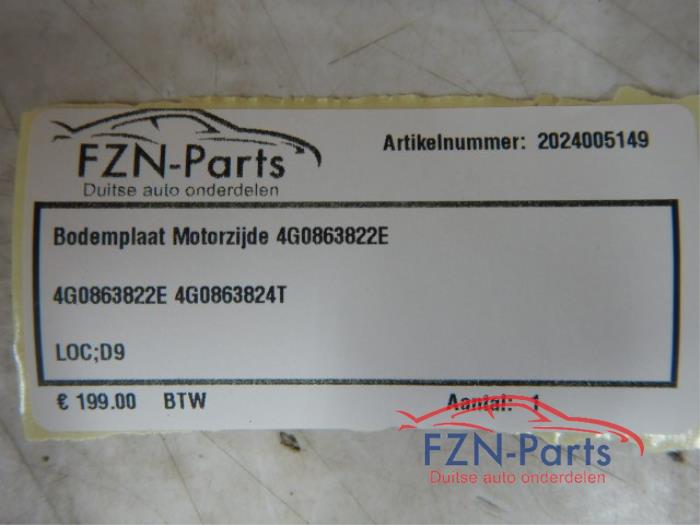 FZN-Parts
Duitse auto onderdelen
Artikelnummer: 2024005149
Bodemplaat Motorzijde 4G0863822E
4G0863822E 4G0863824T
LOC;D9
€ 199.00 BTW
Aantal: 1
FZN-Parts
Duitse auto onderdelen